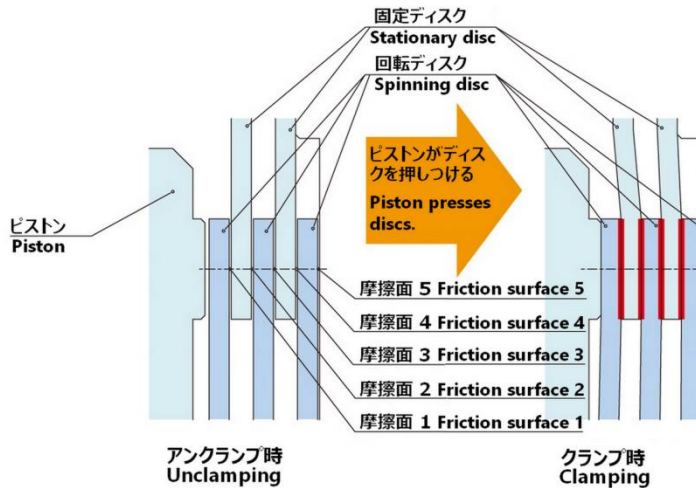 固定ディスク
Stationary disc
回転ディスク
Spinning disc
ピストンがディス
クを押しつける
Piston presses
discs.
ピストン
Piston
摩擦面 5 Friction surface 5
摩擦面 4 Friction surface 4
摩擦面 3 Friction surface 3
摩擦面 2 Friction surface 2
摩擦面 1 Friction surface 1
アンクランプ時
Unclamping
クランプ時
Clamping